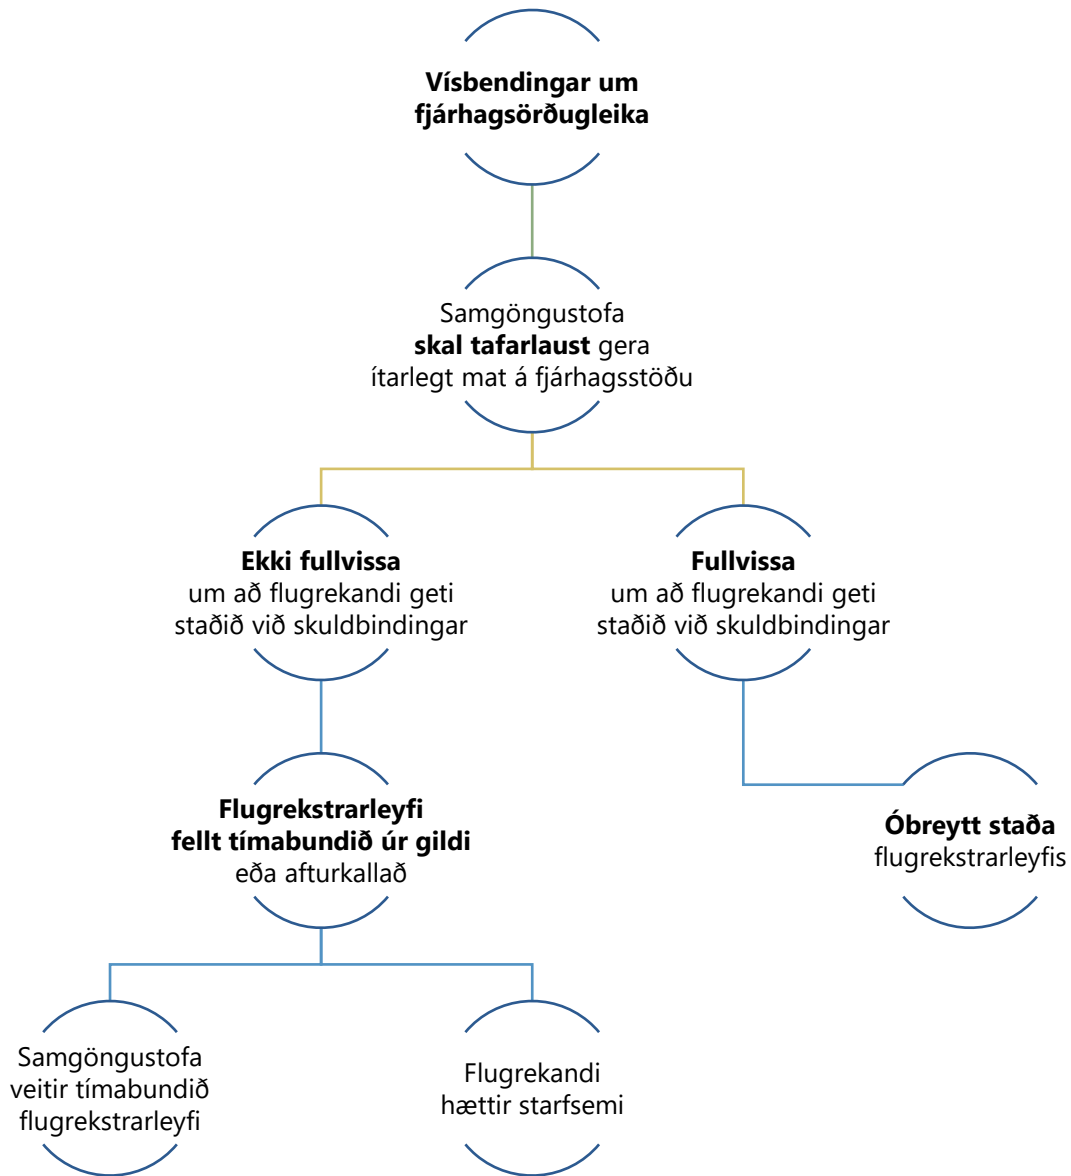 Vísbendingar um
fjárhagsörðugleika
Samgöngustofa
skal tafarlaust gera
ítarlegt mat á fjárhagsstöðu
Ekki fullvissa
um að flugrekandi geti
staðið við skuldbindingar
Fullvissa
um að flugrekandi geti
staðið við skuldbindingar
Flugrekstrarleyfi
fellt tímabundið úr gildi
eða afturkallað
Óbreytt staða
flugrekstrarleyfis
Samgöngustofa
veitir tímabundið
flugrekstrarleyfi
Flugrekandi
hættir starfsemi